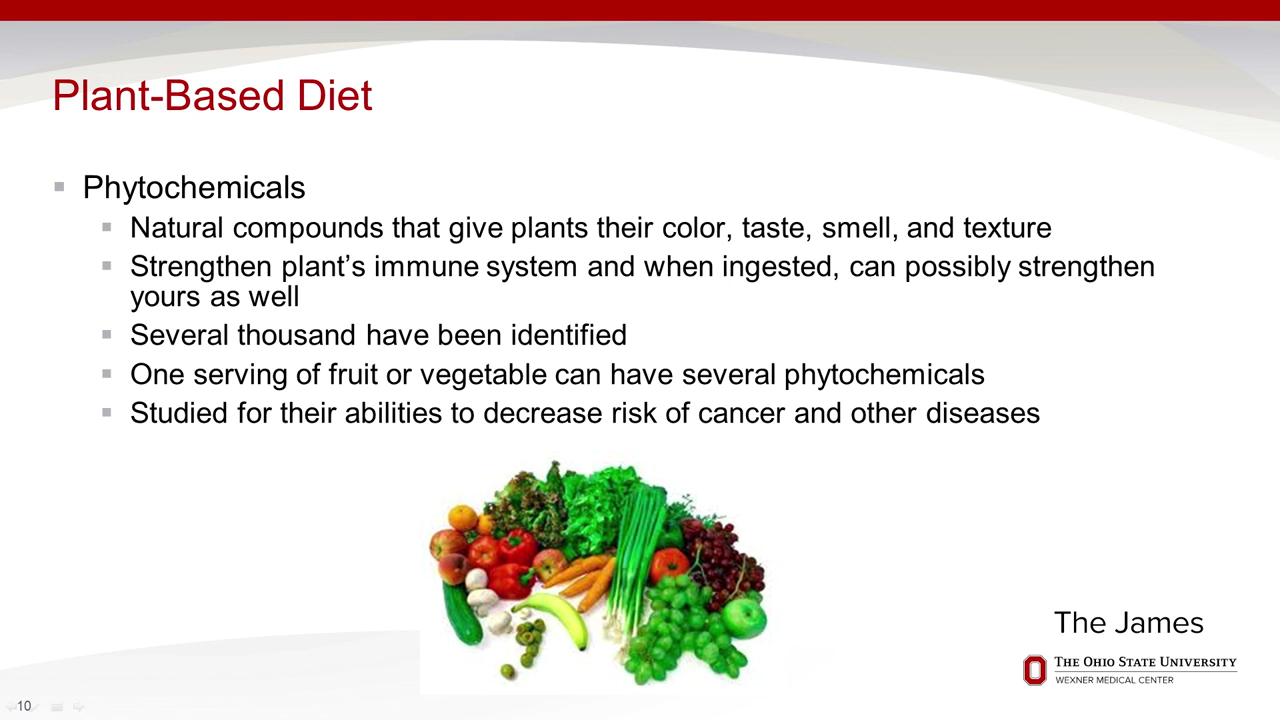 Plant-Based Diet
Phytochemicals
Natural compounds that give plants their color, taste, smell, and texture
Strengthen plant’s immune system and when ingested, can possibly strengthen
yours as well
Several thousand have been identified
One serving of fruit or vegetable can have several phytochemicals
Studied for their abilities to decrease risk of cancer and other diseases
The James
THE OHIO STATE UNIVERSITY
WEXNER MEDICAL CENTER
10